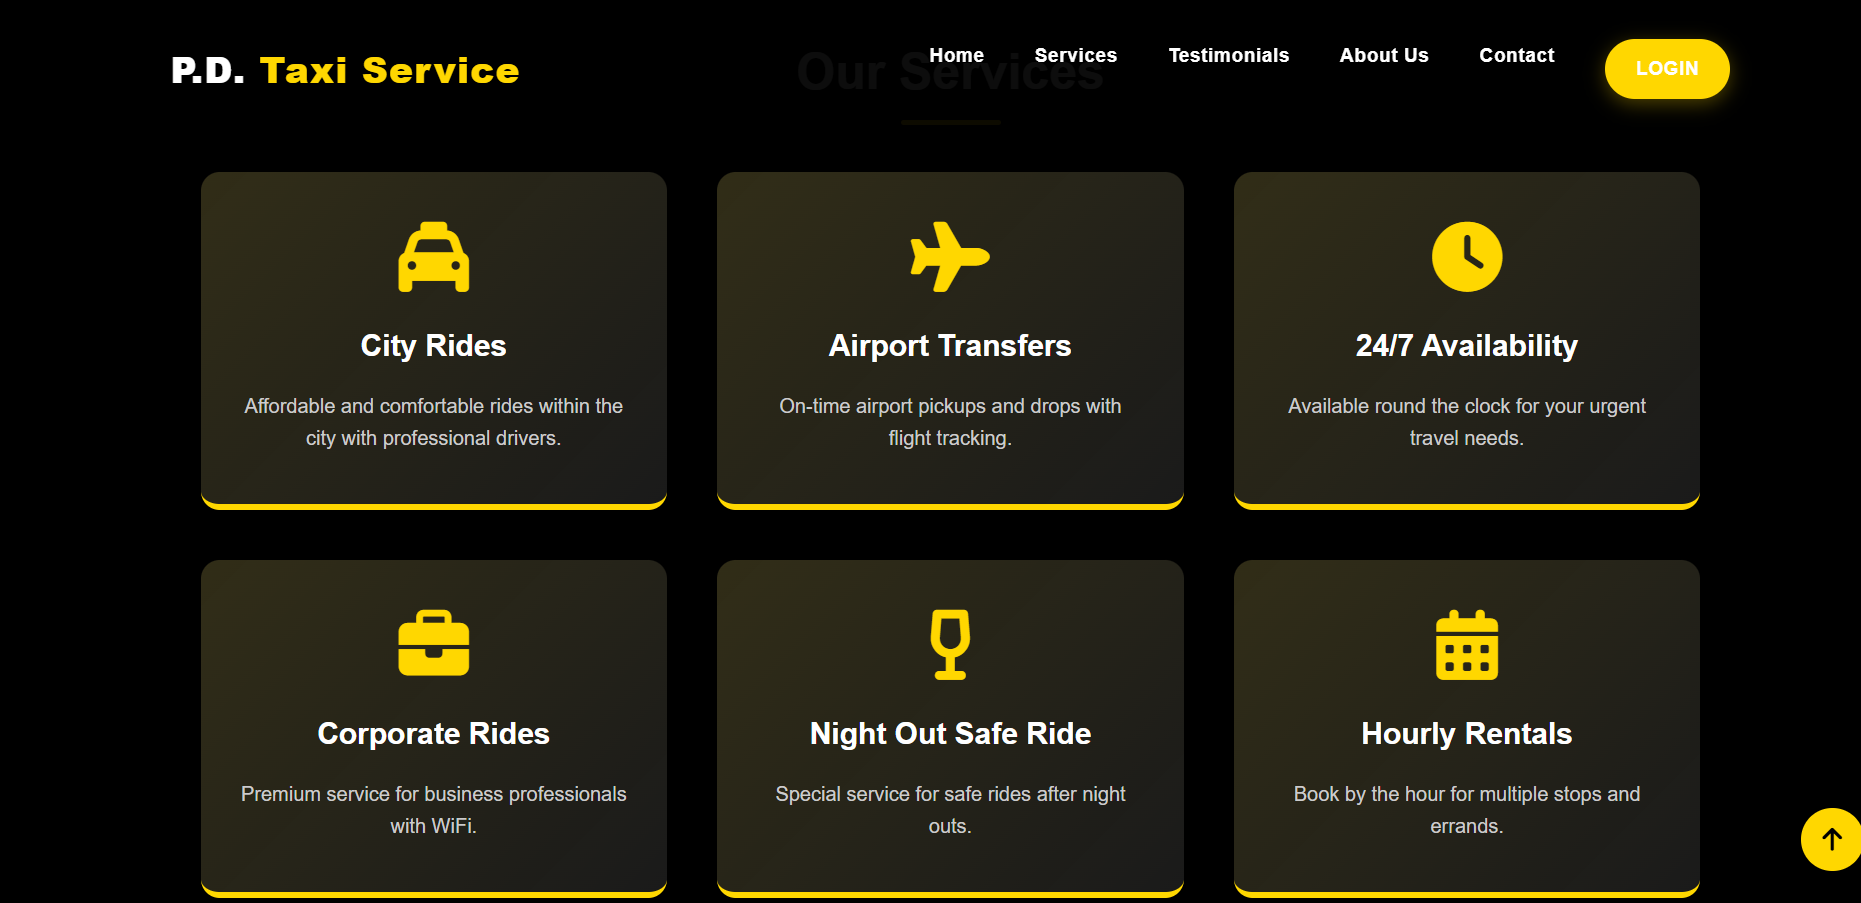 P.D. Taxi Service
Home Services Testimonials About Us Contact LOGIN
Our Services
City Rides
Affordable and comfortable rides within the
city with professional drivers.
Airport Transfers
On-time airport pickups and drops with
flight tracking.
24/7 Availability
Available round the clock for your urgent
travel needs.
Corporate Rides
Premium service for business professionals
with WiFi.
Night Out Safe Ride
Special service for safe rides after night
outs.
Hourly Rentals
Book by the hour for multiple stops and
errands.